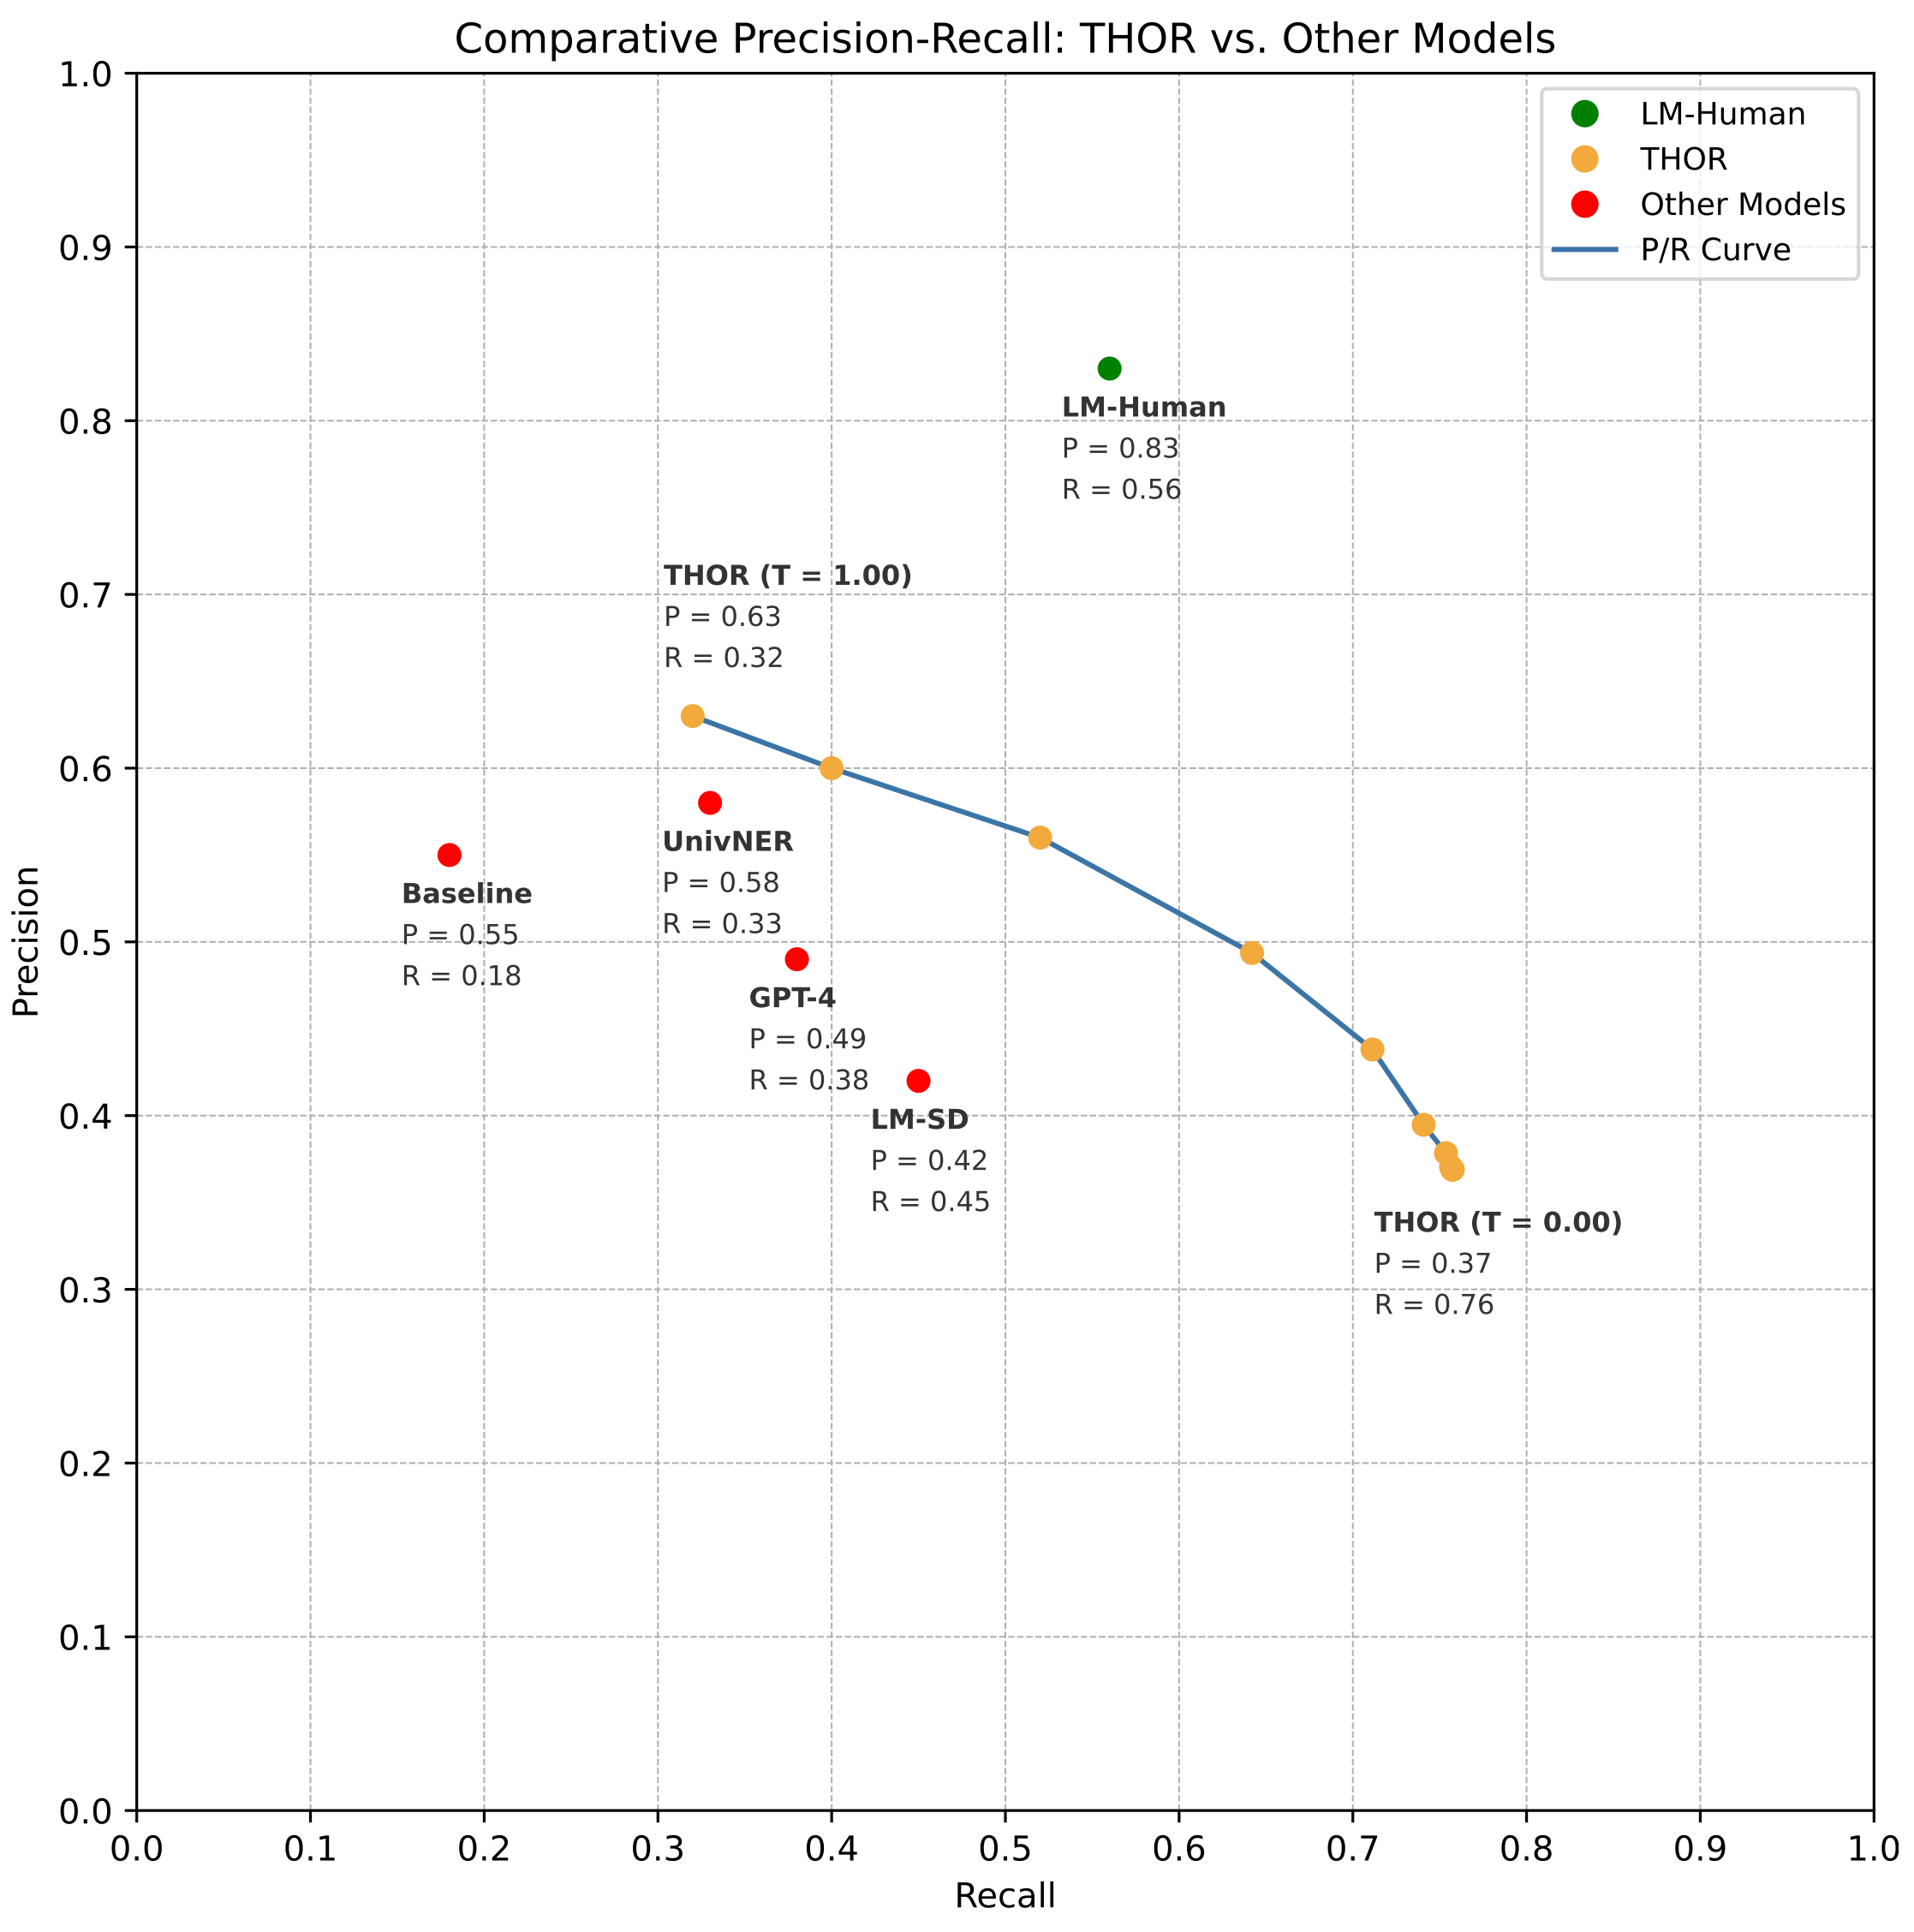 Comparative Precision-Recall: THOR vs. Other Models
LM-Human
THOR
Other Models
P/R Curve
1.0
0.9
0.8
0.7
0.6
0.5
0.4
0.3
0.2
0.1
0.0
Precision
LM-Human
P = 0.83
R = 0.56
THOR (T = 1.00)
P = 0.63
R = 0.32
UnivNER
P = 0.58
R = 0.33
Baseline
P = 0.55
R = 0.18
GPT-4
P = 0.49
R = 0.38
LM-SD
P = 0.42
R = 0.45
THOR (T = 0.00)
P = 0.37
R = 0.76
0.0 0.1 0.2 0.3 0.4 0.5 0.6 0.7 0.8 0.9 1.0
Recall